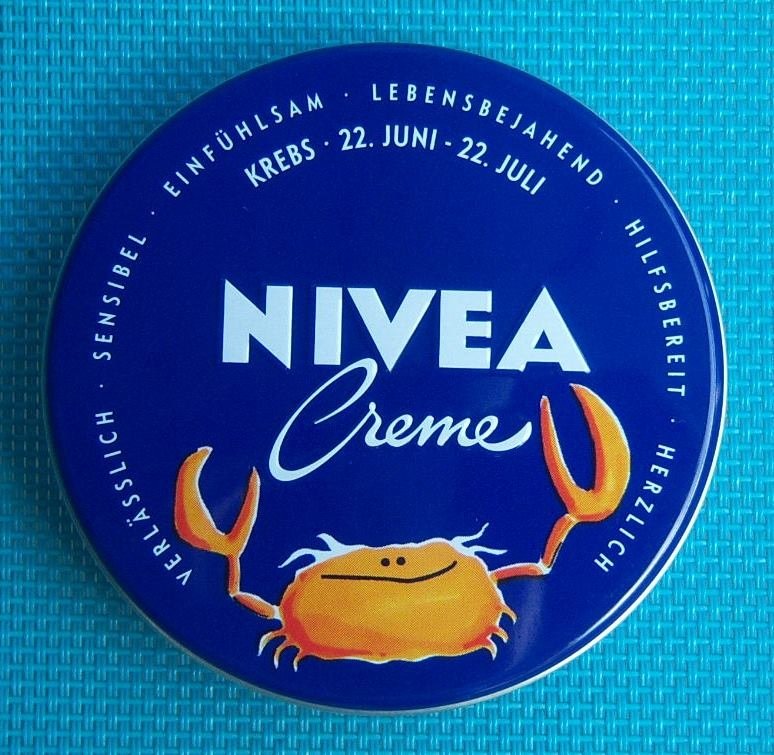 VERLÄSSLICH · SENSIBEL · EINFÜHLSAM · LEBENSBEJAHEND · HILFSBEREIT · HERZLICH
KREBS · 22. JUNI - 22. JULI
NIVEA
Creme